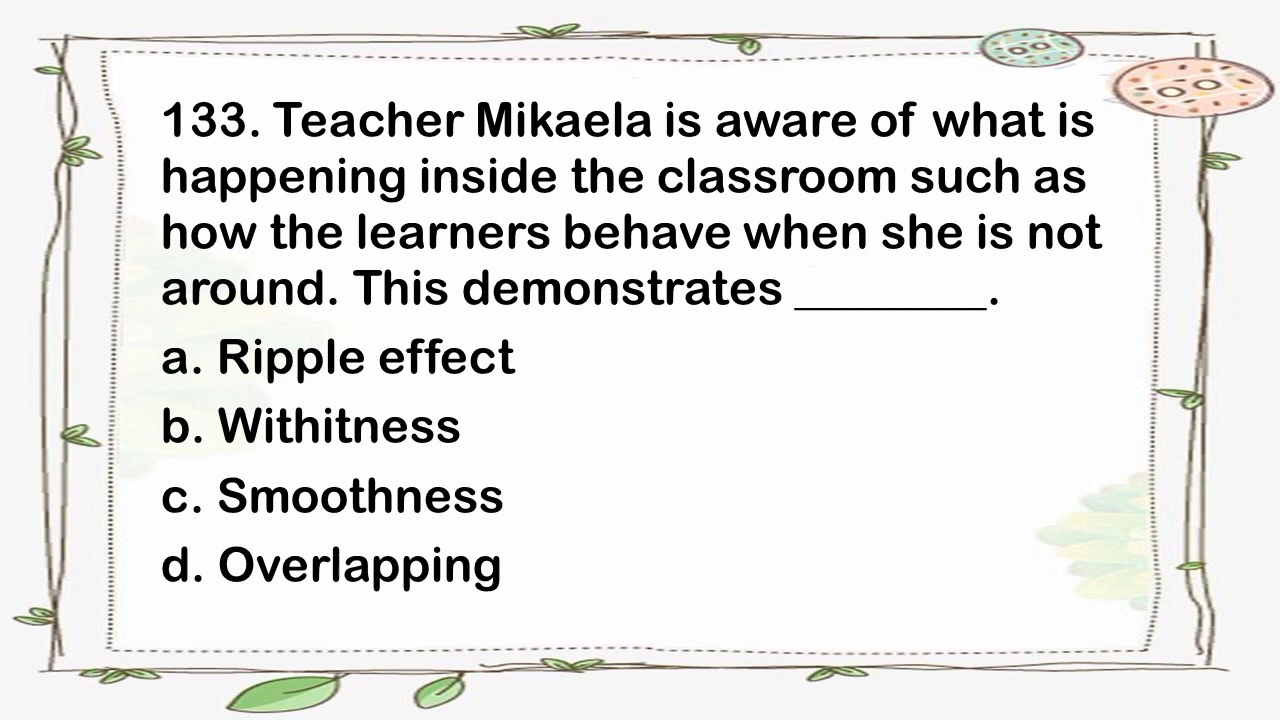 133. Teacher Mikaela is aware of what is
happening inside the classroom such as
how the learners behave when she is not
around. This demonstrates ________.
a. Ripple effect
b. Withitness
c. Smoothness
d. Overlapping